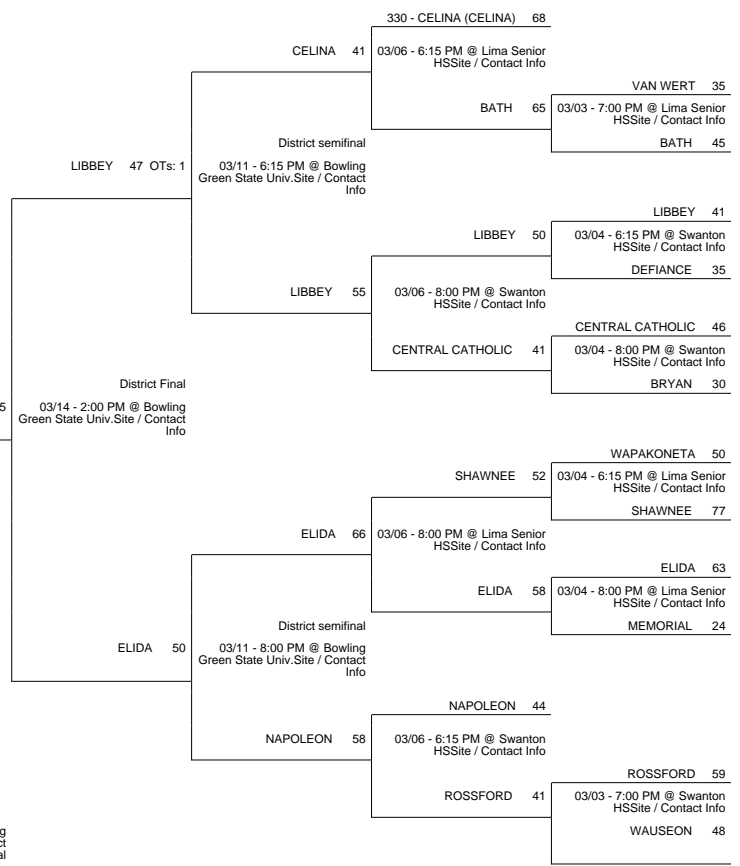 330 - CELINA (CELINA) 68
CELINA 41
03/06 - 6:15 PM @ Lima Senior
HSSite / Contact Info
VAN WERT 35
BATH 65
03/03 - 7:00 PM @ Lima Senior
HSSite / Contact Info
BATH 45
District semifinal
LIBBEY 47 OTs: 1
03/11 - 6:15 PM @ Bowling
Green State Univ.Site / Contact
Info
LIBBEY 41
LIBBEY 50
03/04 - 6:15 PM @ Swanton
HSSite / Contact Info
DEFIANCE 35
LIBBEY 55
03/06 - 8:00 PM @ Swanton
HSSite / Contact Info
CENTRAL CATHOLIC 46
CENTRAL CATHOLIC 41
03/04 - 8:00 PM @ Swanton
HSSite / Contact Info
BRYAN 30
District Final
5
03/14 - 2:00 PM @ Bowling
Green State Univ.Site / Contact
Info
WAPAKONETA 50
SHAWNEE 52
03/04 - 6:15 PM @ Lima Senior
HSSite / Contact Info
SHAWNEE 77
ELIDA 66
03/06 - 8:00 PM @ Lima Senior
HSSite / Contact Info
ELIDA 63
ELIDA 58
03/04 - 8:00 PM @ Lima Senior
HSSite / Contact Info
MEMORIAL 24
District semifinal
ELIDA 50
03/11 - 8:00 PM @ Bowling
Green State Univ.Site / Contact
Info
NAPOLEON 44
NAPOLEON 58
03/06 - 6:15 PM @ Swanton
HSSite / Contact Info
ROSSFORD 59
ROSSFORD 41
03/03 - 7:00 PM @ Swanton
HSSite / Contact Info
WAUSEON 48
ng
ct
al